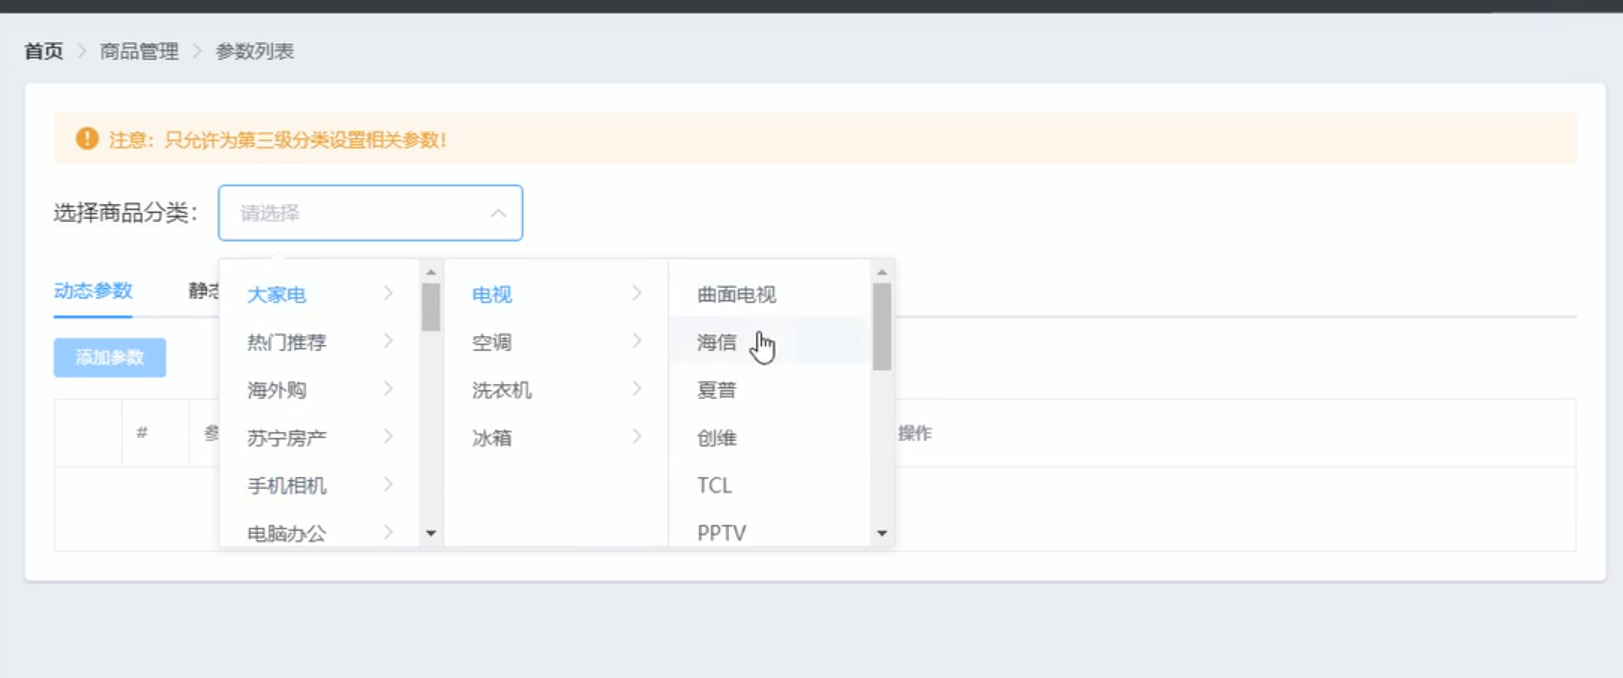 首页 > 商品管理 > 参数列表
注意：只允许为第三级分类设置相关参数！
选择商品分类： 请选择
动态参数 静态
大家电 电视 曲面电视
热门推荐 空调 海信
海外购 洗衣机 夏普
苏宁房产 冰箱 创维
手机相机 TCL
电脑办公 PPTV
添加参数
# 参 操作